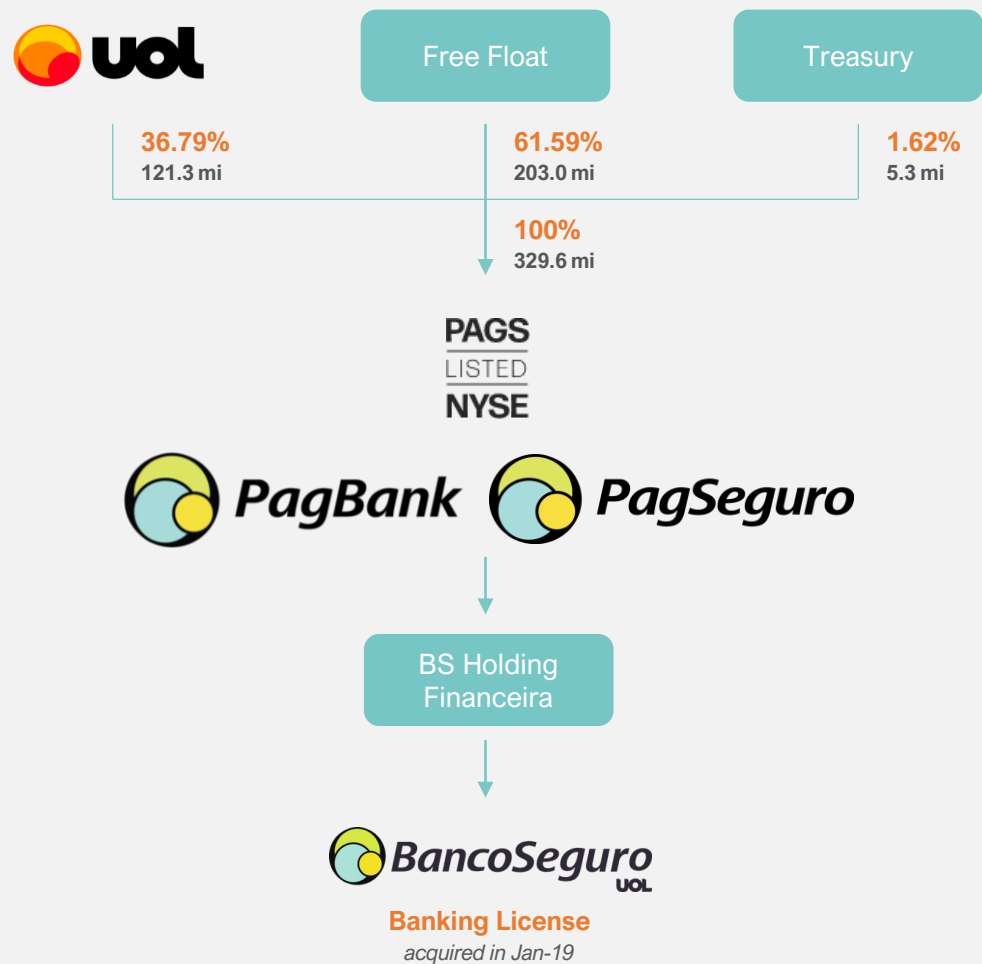 uol
Free Float
Treasury
36.79%
121.3 mi
61.59%
203.0 mi
1.62%
5.3 mi
100%
329.6 mi
PAGS
LISTED
NYSE
PagBank
PagSeguro
BS Holding
Financeira
BancoSeguro
UOL
Banking License
acquired in Jan-19